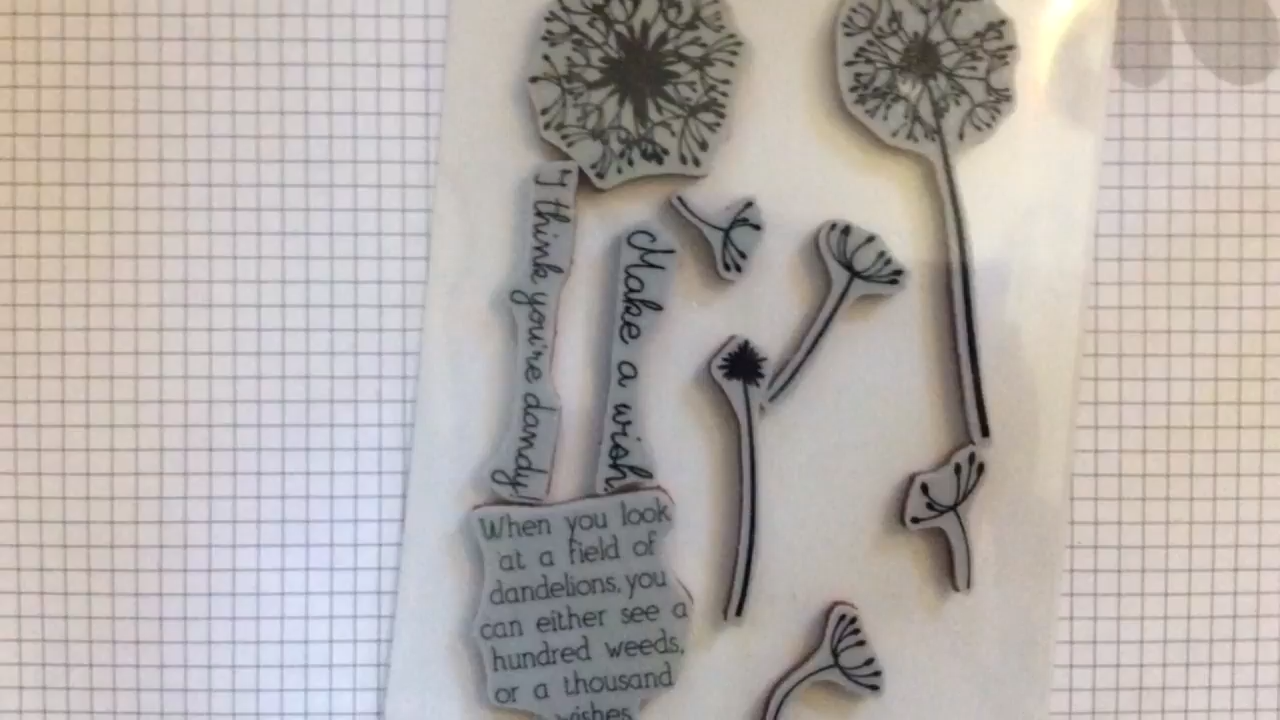 I think you're dandy!
Make a wish.
When you look
at a field of
dandelions, you
can either see a
hundred weeds,
or a thousand
wishes